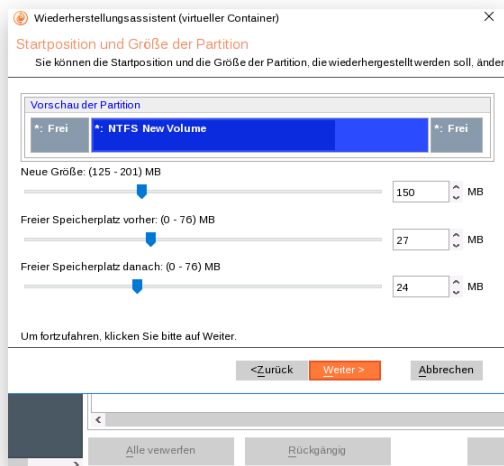 Wiederherstellungsassistent (virtueller Container)
Startposition und Größe der Partition
Sie können die Startposition und die Größe der Partition, die wiederhergestellt werden soll, änder
Vorschau der Partition
*: Frei *: NTFS New Volume *: Frei
Neue Größe: (125 - 201) MB
150 MB
Freier Speicherplatz vorher: (0 - 76) MB
27 MB
Freier Speicherplatz danach: (0 - 76) MB
24 MB
Um fortzufahren, klicken Sie bitte auf Weiter.
<Zurück Weiter > Abbrechen
Alle verwerfen Rückgängig